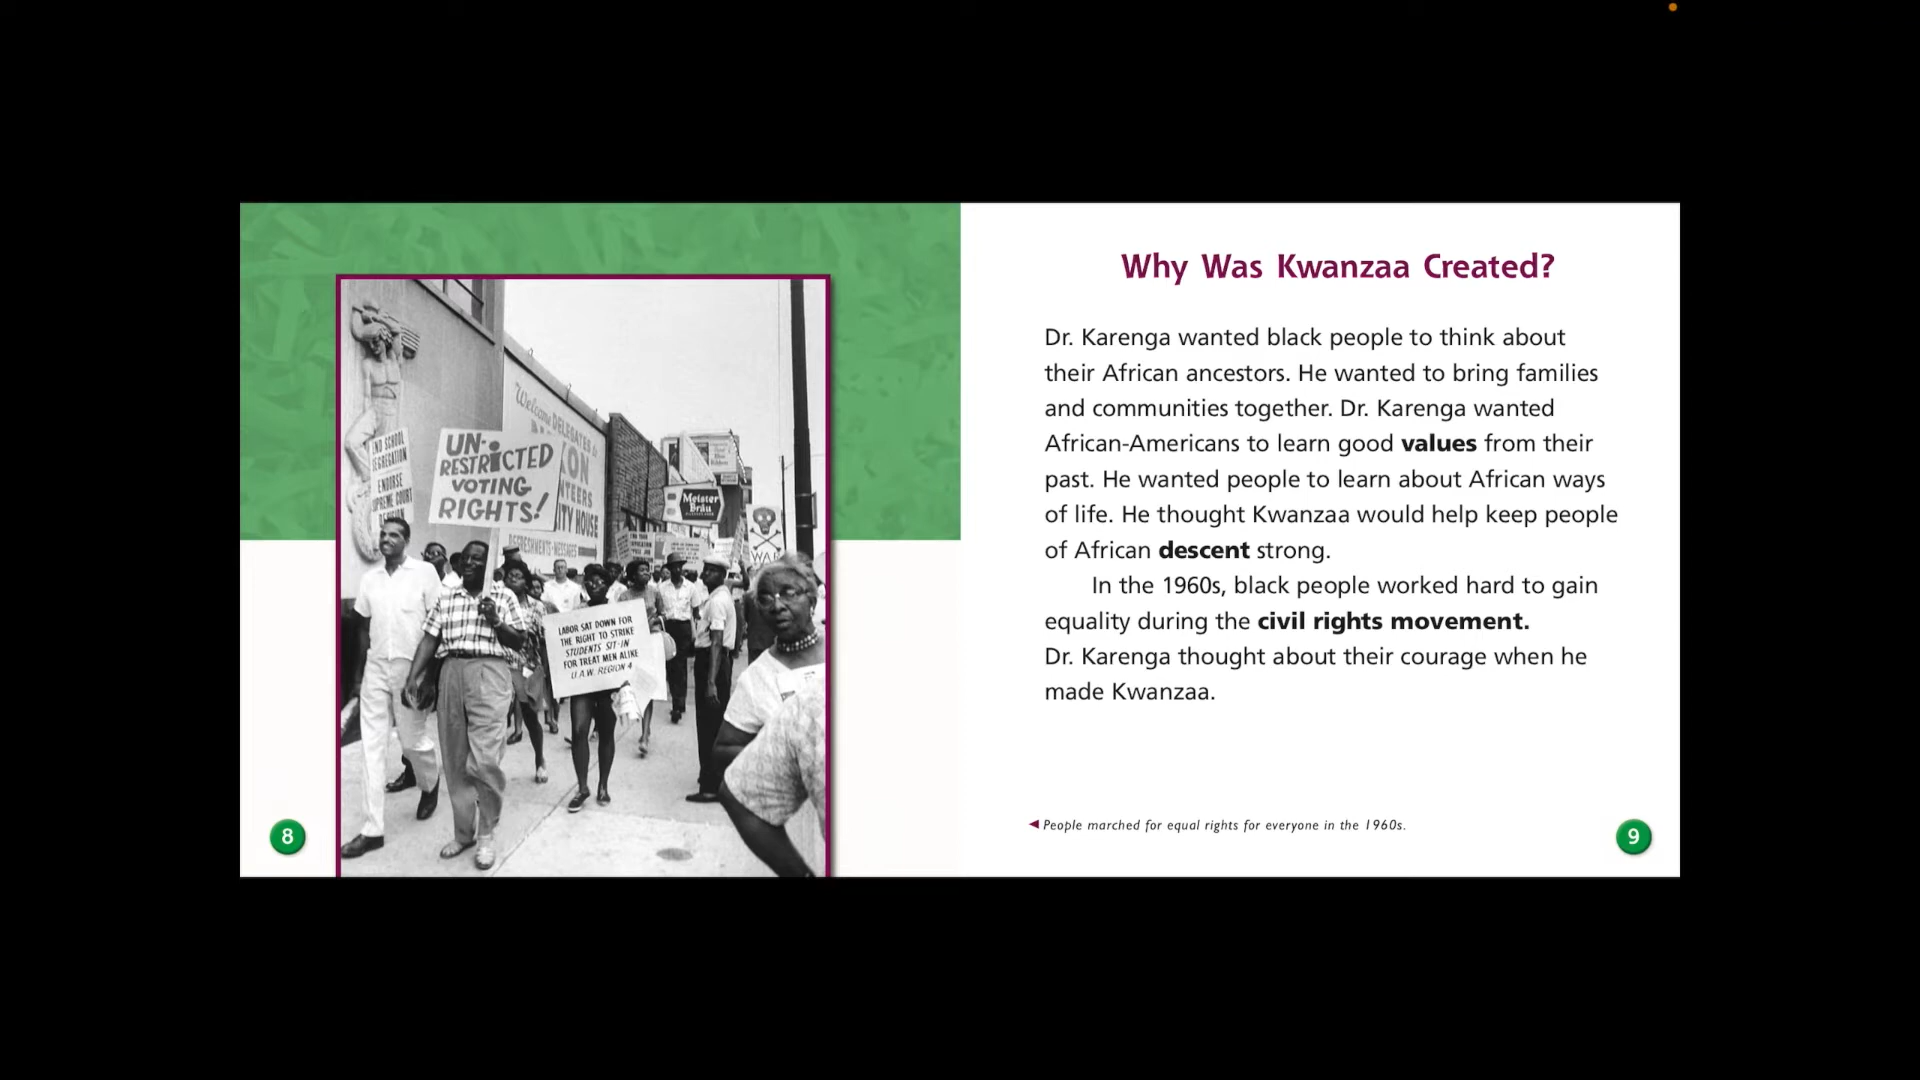 END SCHOOL
SEGREGATION
ENDORSE
SUPREME COURT
UN-
RESTRiCTED
VOTING
RIGHTS!
Welcome DELEGATES
ITY HOUSE
REFRESHMENTS-MESSAGES
Meister
Bräu
WAR
LABOR SAT DOWN FOR
THE RIGHT TO STRIKE
STUDENTS SIT-IN
FOR TREAT MEN ALIKE
U.A.W. REGION 4
8
Why Was Kwanzaa Created?
Dr. Karenga wanted black people to think about
their African ancestors. He wanted to bring families
and communities together. Dr. Karenga wanted
African-Americans to learn good values from their
past. He wanted people to learn about African ways
of life. He thought Kwanzaa would help keep people
of African descent strong.
In the 1960s, black people worked hard to gain
equality during the civil rights movement.
Dr. Karenga thought about their courage when he
made Kwanzaa.
People marched for equal rights for everyone in the 1960s.
9